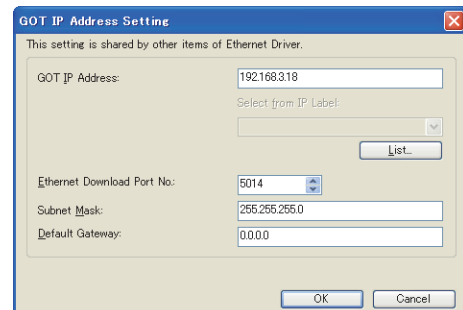 GOT IP Address Setting
This setting is shared by other items of Ethernet Driver.
GOT IP Address: 192.168.3.18
Select from IP Label:
List...
Ethernet Download Port No.: 5014
Subnet Mask: 255.255.255.0
Default Gateway: 0.0.0.0
OK Cancel